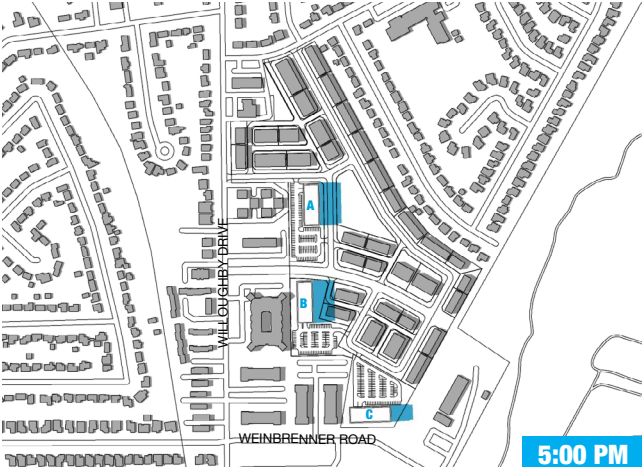 A
WILLOUGHBY DRIVE
B
C
WEINBRENNER ROAD
5:00 PM